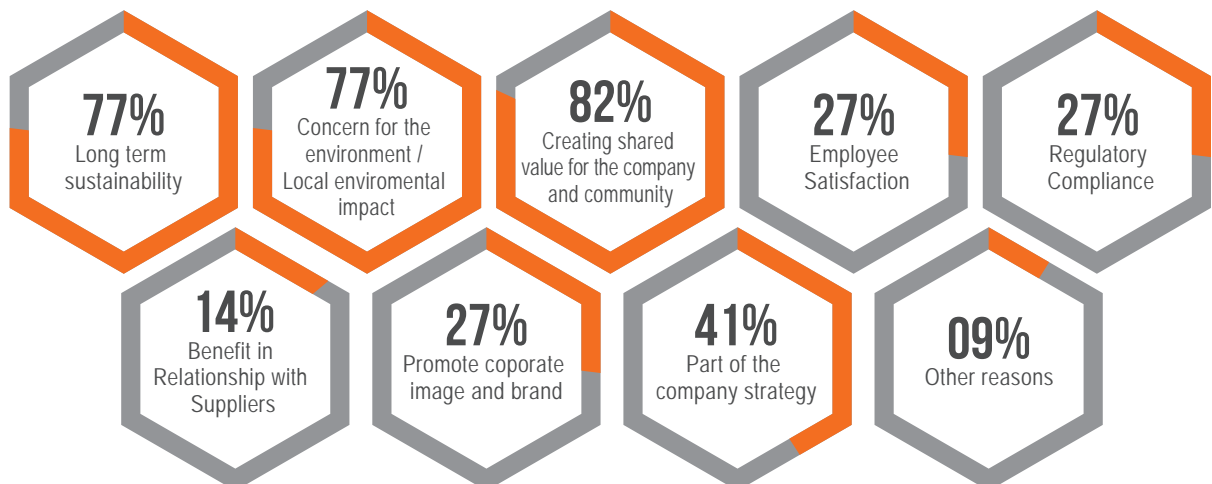 77%
Long term
sustainability
77%
Concern for the
environment /
Local enviromental
impact
82%
Creating shared
value for the company
and community
27%
Employee
Satisfaction
27%
Regulatory
Compliance
14%
Benefit in
Relationship with
Suppliers
27%
Promote coporate
image and brand
41%
Part of the
company strategy
09%
Other reasons